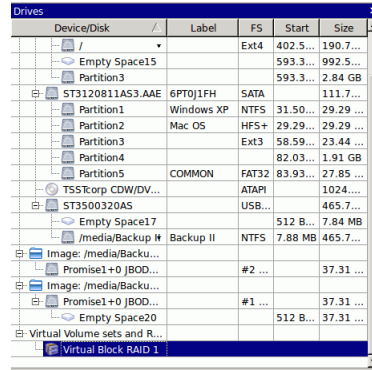 Drives
Device/Disk Label FS Start Size
/ Ext4 402.5... 190.7...
Empty Space15 593.3... 992.5...
Partition3 593.3... 2.84 GB
ST3120811AS3.AAE 6PT0J1FH SATA 111.7...
Partition1 Windows XP NTFS 31.50... 29.29 ...
Partition2 Mac OS HFS+ 29.29... 29.29 ...
Partition3 Ext3 58.59... 23.44 ...
Partition4 82.03... 1.91 GB
Partition5 COMMON FAT32 83.93... 27.85 ...
TSSTcorp CDW/DV... ATAPI 1024....
ST3500320AS USB... 465.7...
Empty Space17 512 B... 7.84 MB
/media/Backup II Backup II NTFS 7.88 MB 465.7...
Image: /media/Backu...
Promise1+0 JBOD... #2 ... 37.31 ...
Image: /media/Backu...
Promise1+0 JBOD... #1 ... 37.31 ...
Empty Space20 512 B... 37.31 ...
Virtual Volume sets and R...
Virtual Block RAID 1